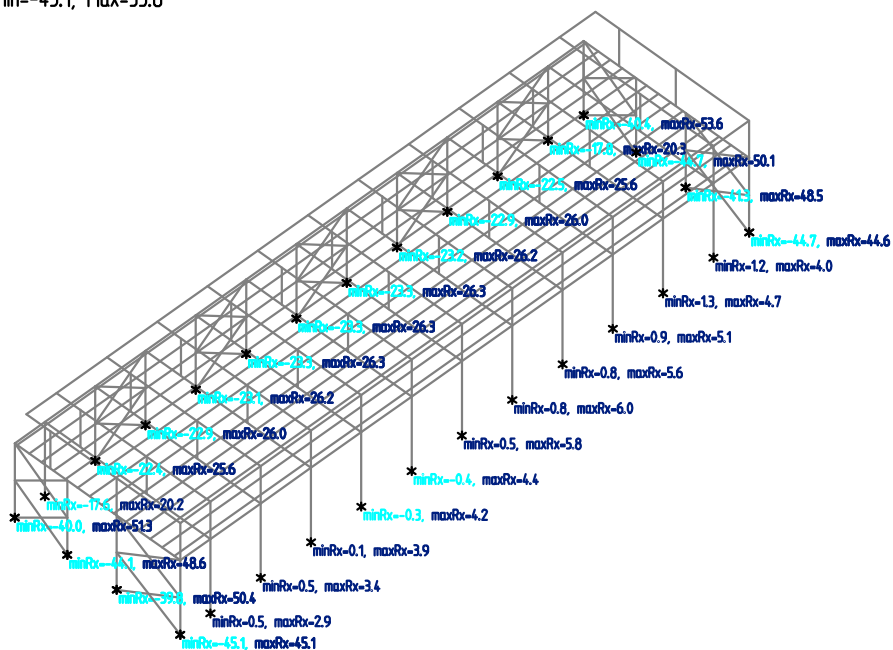 maxRx=53.6
maxRx=20.3
minRx=-44.7, maxRx=50.1
minRx=-22.5, maxRx=25.6
minRx=-41.3, maxRx=48.5
minRx=-22.9, maxRx=26.0
minRx=-44.7, maxRx=44.6
minRx=-23.2, maxRx=26.2
minRx=1.2, maxRx=4.0
minRx=-23.3, maxRx=26.3
minRx=1.3, maxRx=4.7
minRx=-23.3, maxRx=26.3
minRx=0.9, maxRx=5.1
minRx=-23.3, maxRx=26.3
minRx=0.8, maxRx=5.6
minRx=-23.1, maxRx=26.2
minRx=0.8, maxRx=6.0
minRx=-22.9, maxRx=26.0
minRx=0.5, maxRx=5.8
minRx=-22.4, maxRx=25.6
minRx=-0.4, maxRx=4.4
minRx=-17.6, maxRx=20.2
minRx=-0.3, maxRx=4.2
minRx=-40.0, maxRx=51.3
minRx=0.1, maxRx=3.9
minRx=-44.1, maxRx=48.6
minRx=0.5, maxRx=3.4
minRx=-39.8, maxRx=50.4
minRx=0.5, maxRx=2.9
minRx=-45.1, maxRx=45.1